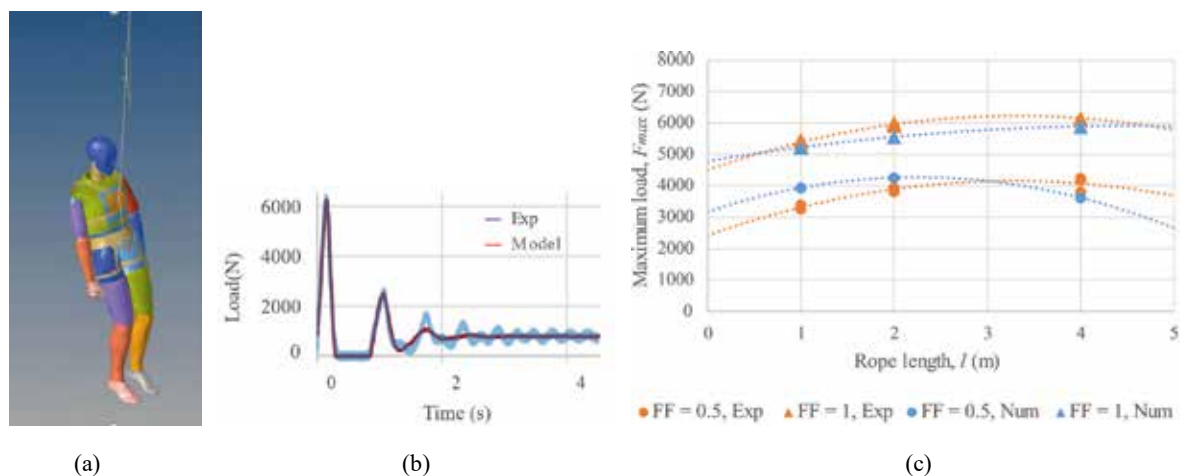 6000
4000
2000
0
Load(N)
Exp
Model
0 2 4
Time (s)
8000
7000
6000
5000
4000
3000
2000
1000
0
Maximum load, Fmax (N)
0 1 2 3 4 5
Rope length, l (m)
FF = 0.5, Exp FF = 1, Exp FF = 0.5, Num FF = 1, Num
(a) (b) (c)